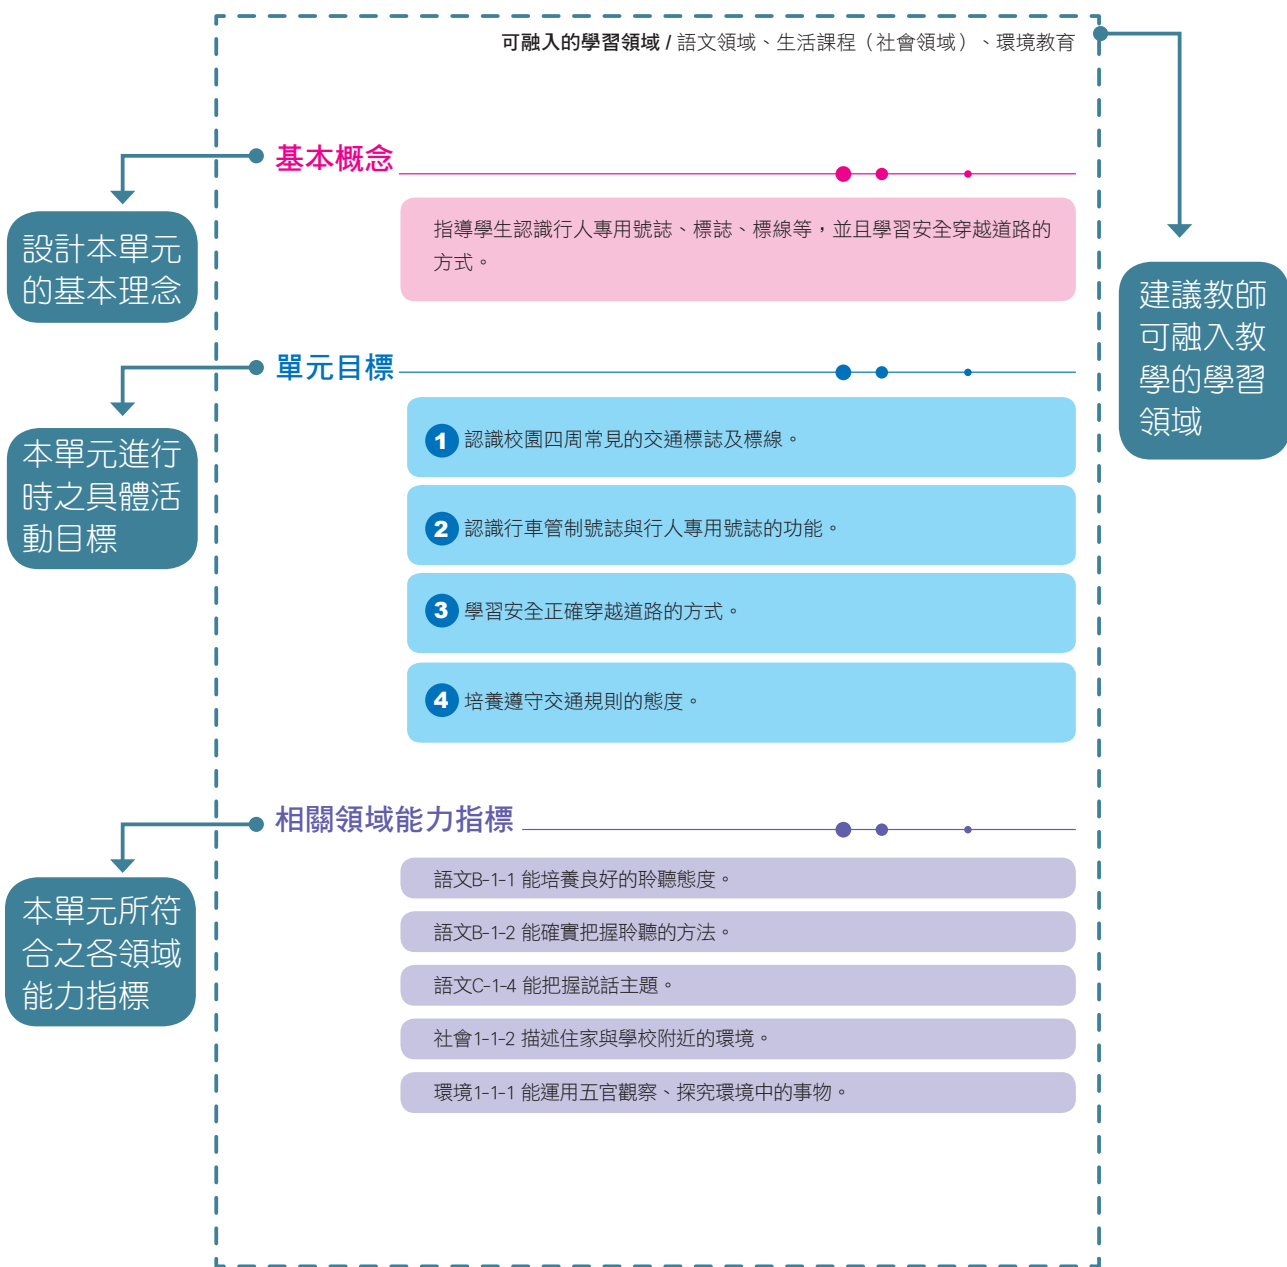 可融入的學習領域 / 語文領域、生活課程（社會領域）、環境教育
基本概念
設計本單元
的基本理念
指導學生認識行人專用號誌、標誌、標線等，並且學習安全穿越道路的
方式。
建議教師
可融入教
學的學習
領域
單元目標
本單元進行
時之具體活
動目標
1 認識校園四周常見的交通標誌及標線。
2 認識行車管制號誌與行人專用號誌的功能。
3 學習安全正確穿越道路的方式。
4 培養遵守交通規則的態度。
相關領域能力指標
本單元所符
合之各領域
能力指標
語文B-1-1 能培養良好的聆聽態度。
語文B-1-2 能確實把握聆聽的方法。
語文C-1-4 能把握説話主題。
社會1-1-2 描述住家與學校附近的環境。
環境1-1-1 能運用五官觀察、探究環境中的事物。